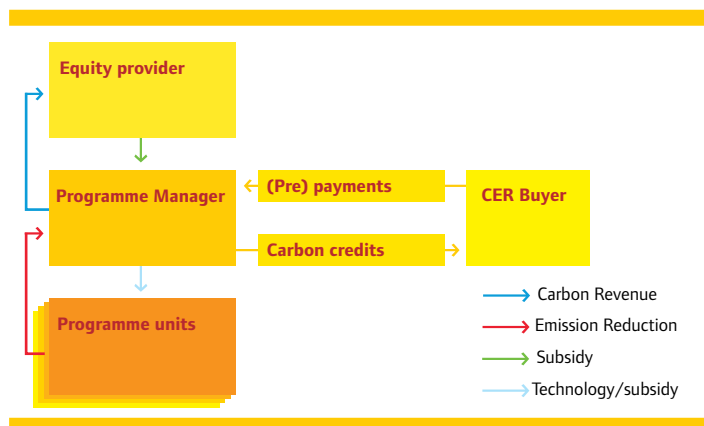 Equity provider
Programme Manager
(Pre) payments
CER Buyer
Carbon credits
Programme units
Carbon Revenue
Emission Reduction
Subsidy
Technology/subsidy